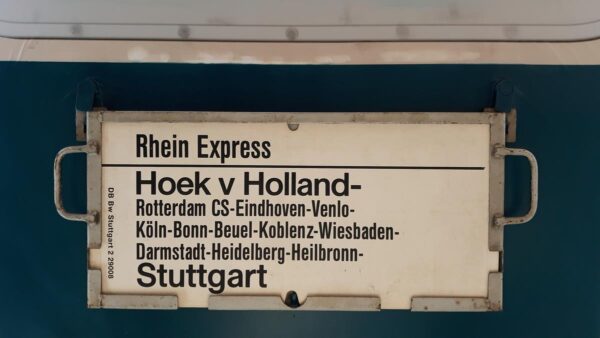 Rhein Express
Hoek v Holland-
Rotterdam CS-Eindhoven-Venlo-
Köln-Bonn-Beuel-Koblenz-Wiesbaden-
Darmstadt-Heidelberg-Heilbronn-
Stuttgart
DB Bw Stuttgart 2 29008